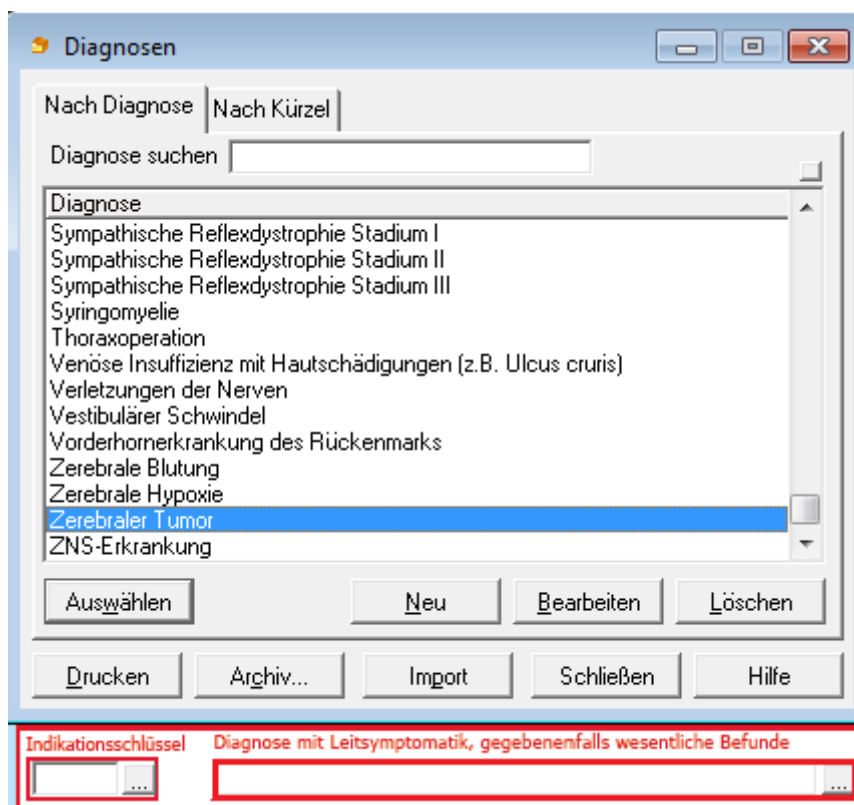 Diagnosen
Nach Diagnose Nach Kürzel
Diagnose suchen
Diagnose
Sympathische Reflexdystrophie Stadium I
Sympathische Reflexdystrophie Stadium II
Sympathische Reflexdystrophie Stadium III
Syringomyelie
Thoraxoperation
Venöse Insuffizienz mit Hautschädigungen (z.B. Ulcus cruris)
Verletzungen der Nerven
Vestibulärer Schwindel
Vorderhornerkrankung des Rückenmarks
Zerebrale Blutung
Zerebrale Hypoxie
Zerebraler Tumor
ZNS-Erkrankung
Auswählen Neu Bearbeiten Löschen
Drucken Archiv... Import Schließen Hilfe
Indikationsschlüssel Diagnose mit Leitsymptomatik, gegebenenfalls wesentliche Befunde
... ...